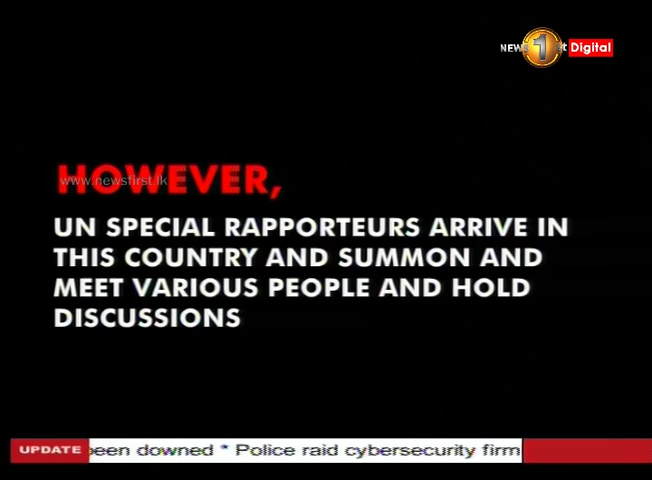 NEWS 1st Digital
HOWEVER,
www.newsfirst.lk
UN SPECIAL RAPPORTEURS ARRIVE IN
THIS COUNTRY AND SUMMON AND
MEET VARIOUS PEOPLE AND HOLD
DISCUSSIONS
UPDATE been downed * Police raid cybersecurity firm